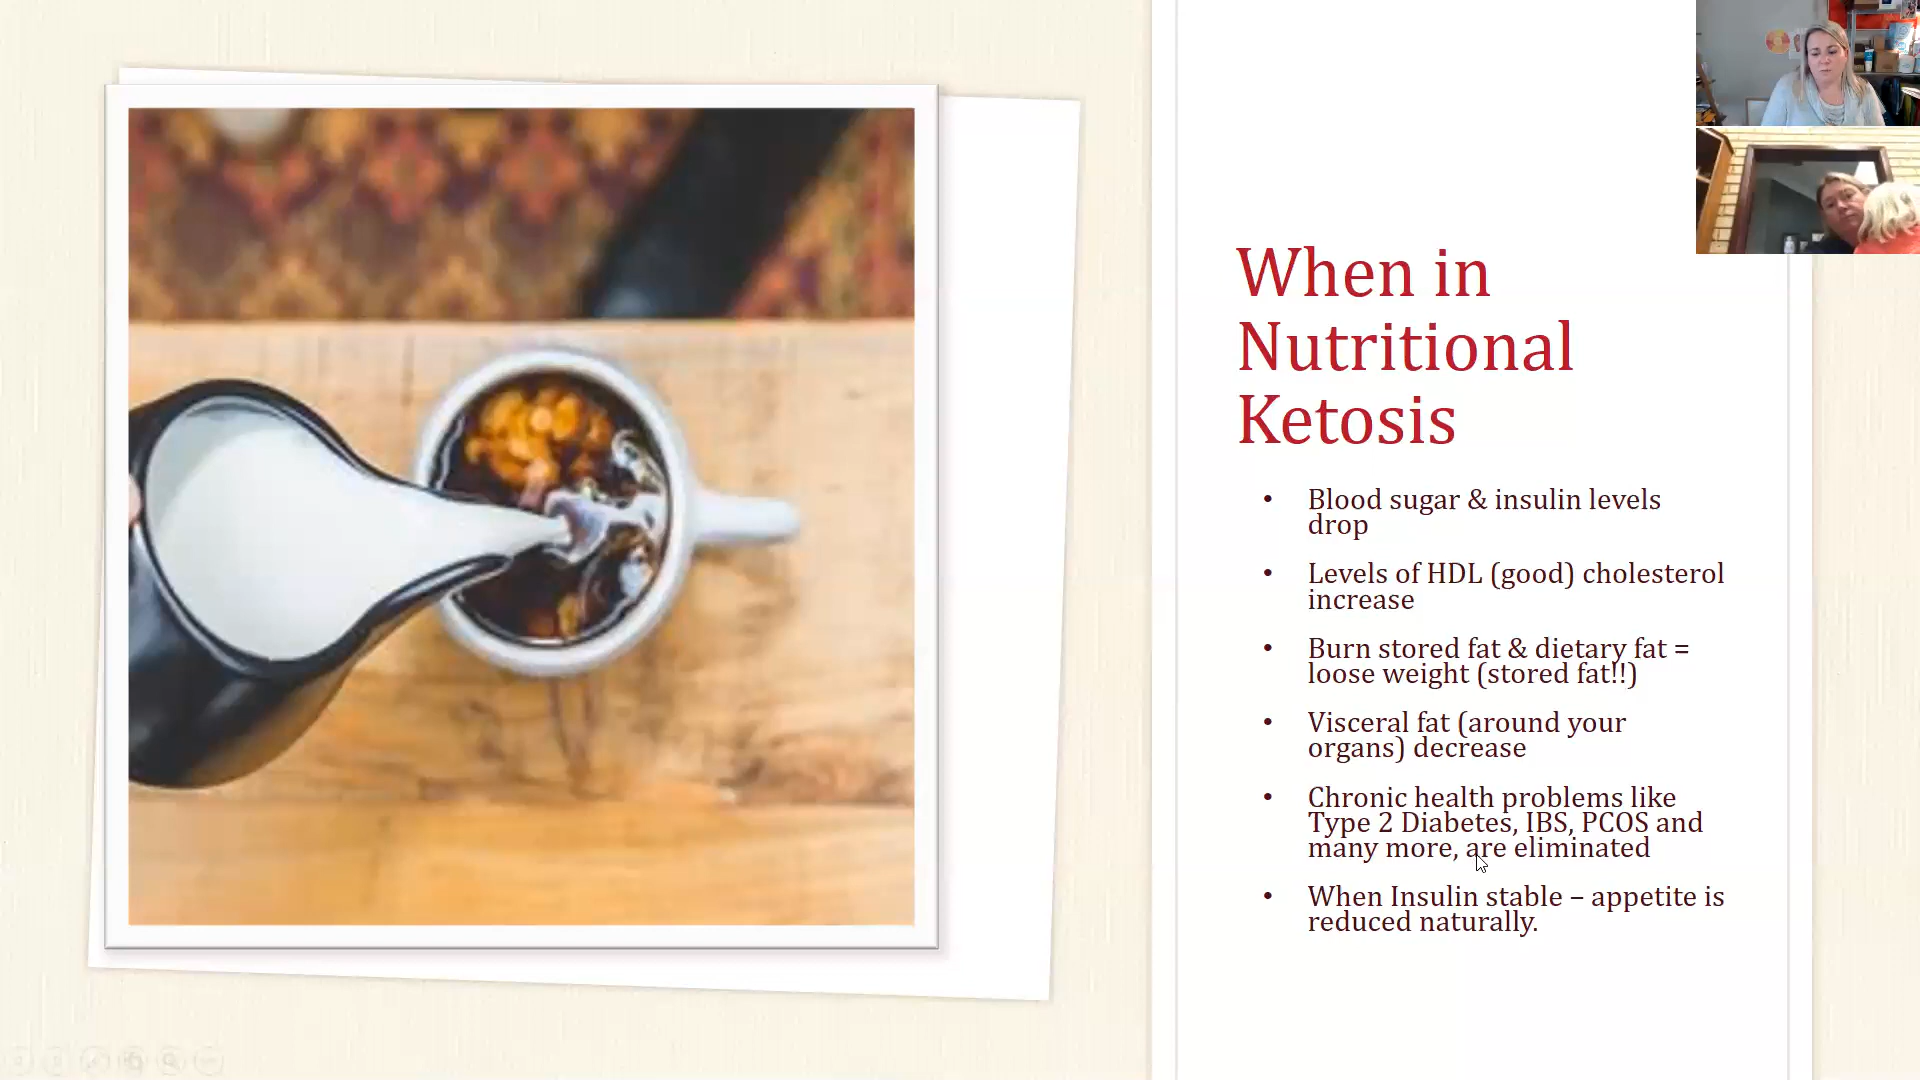 When in
Nutritional
Ketosis
• Blood sugar & insulin levels
drop
• Levels of HDL (good) cholesterol
increase
• Burn stored fat & dietary fat =
loose weight (stored fat!!)
• Visceral fat (around your
organs) decrease
• Chronic health problems like
Type 2 Diabetes, IBS, PCOS and
many more, are eliminated
• When Insulin stable – appetite is
reduced naturally.